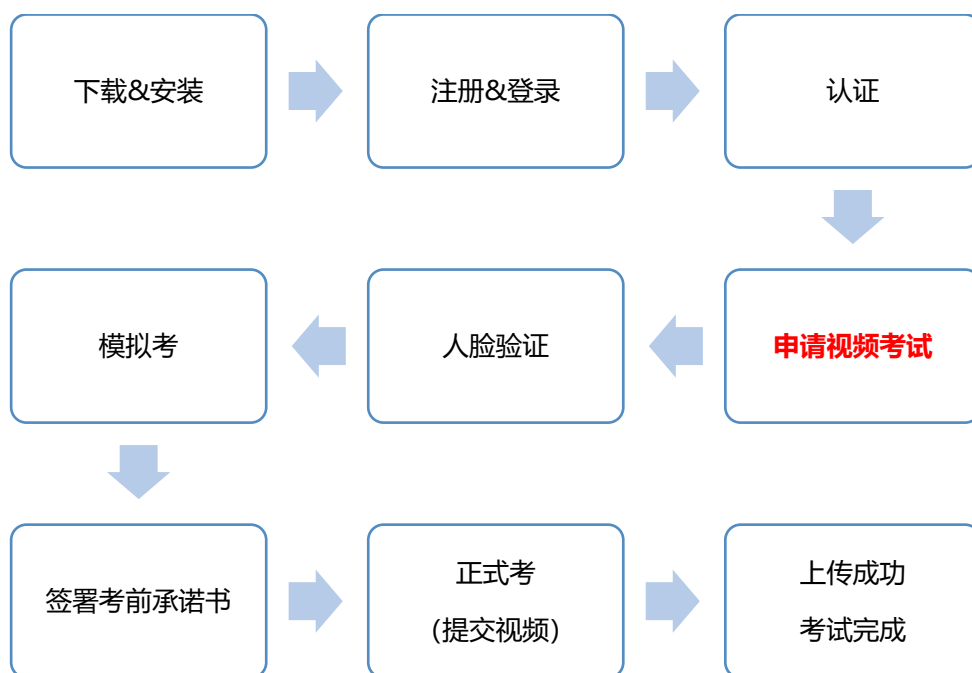 下载&安装
注册&登录
认证
申请视频考试
人脸验证
模拟考
签署考前承诺书
正式考
(提交视频)
上传成功
考试完成